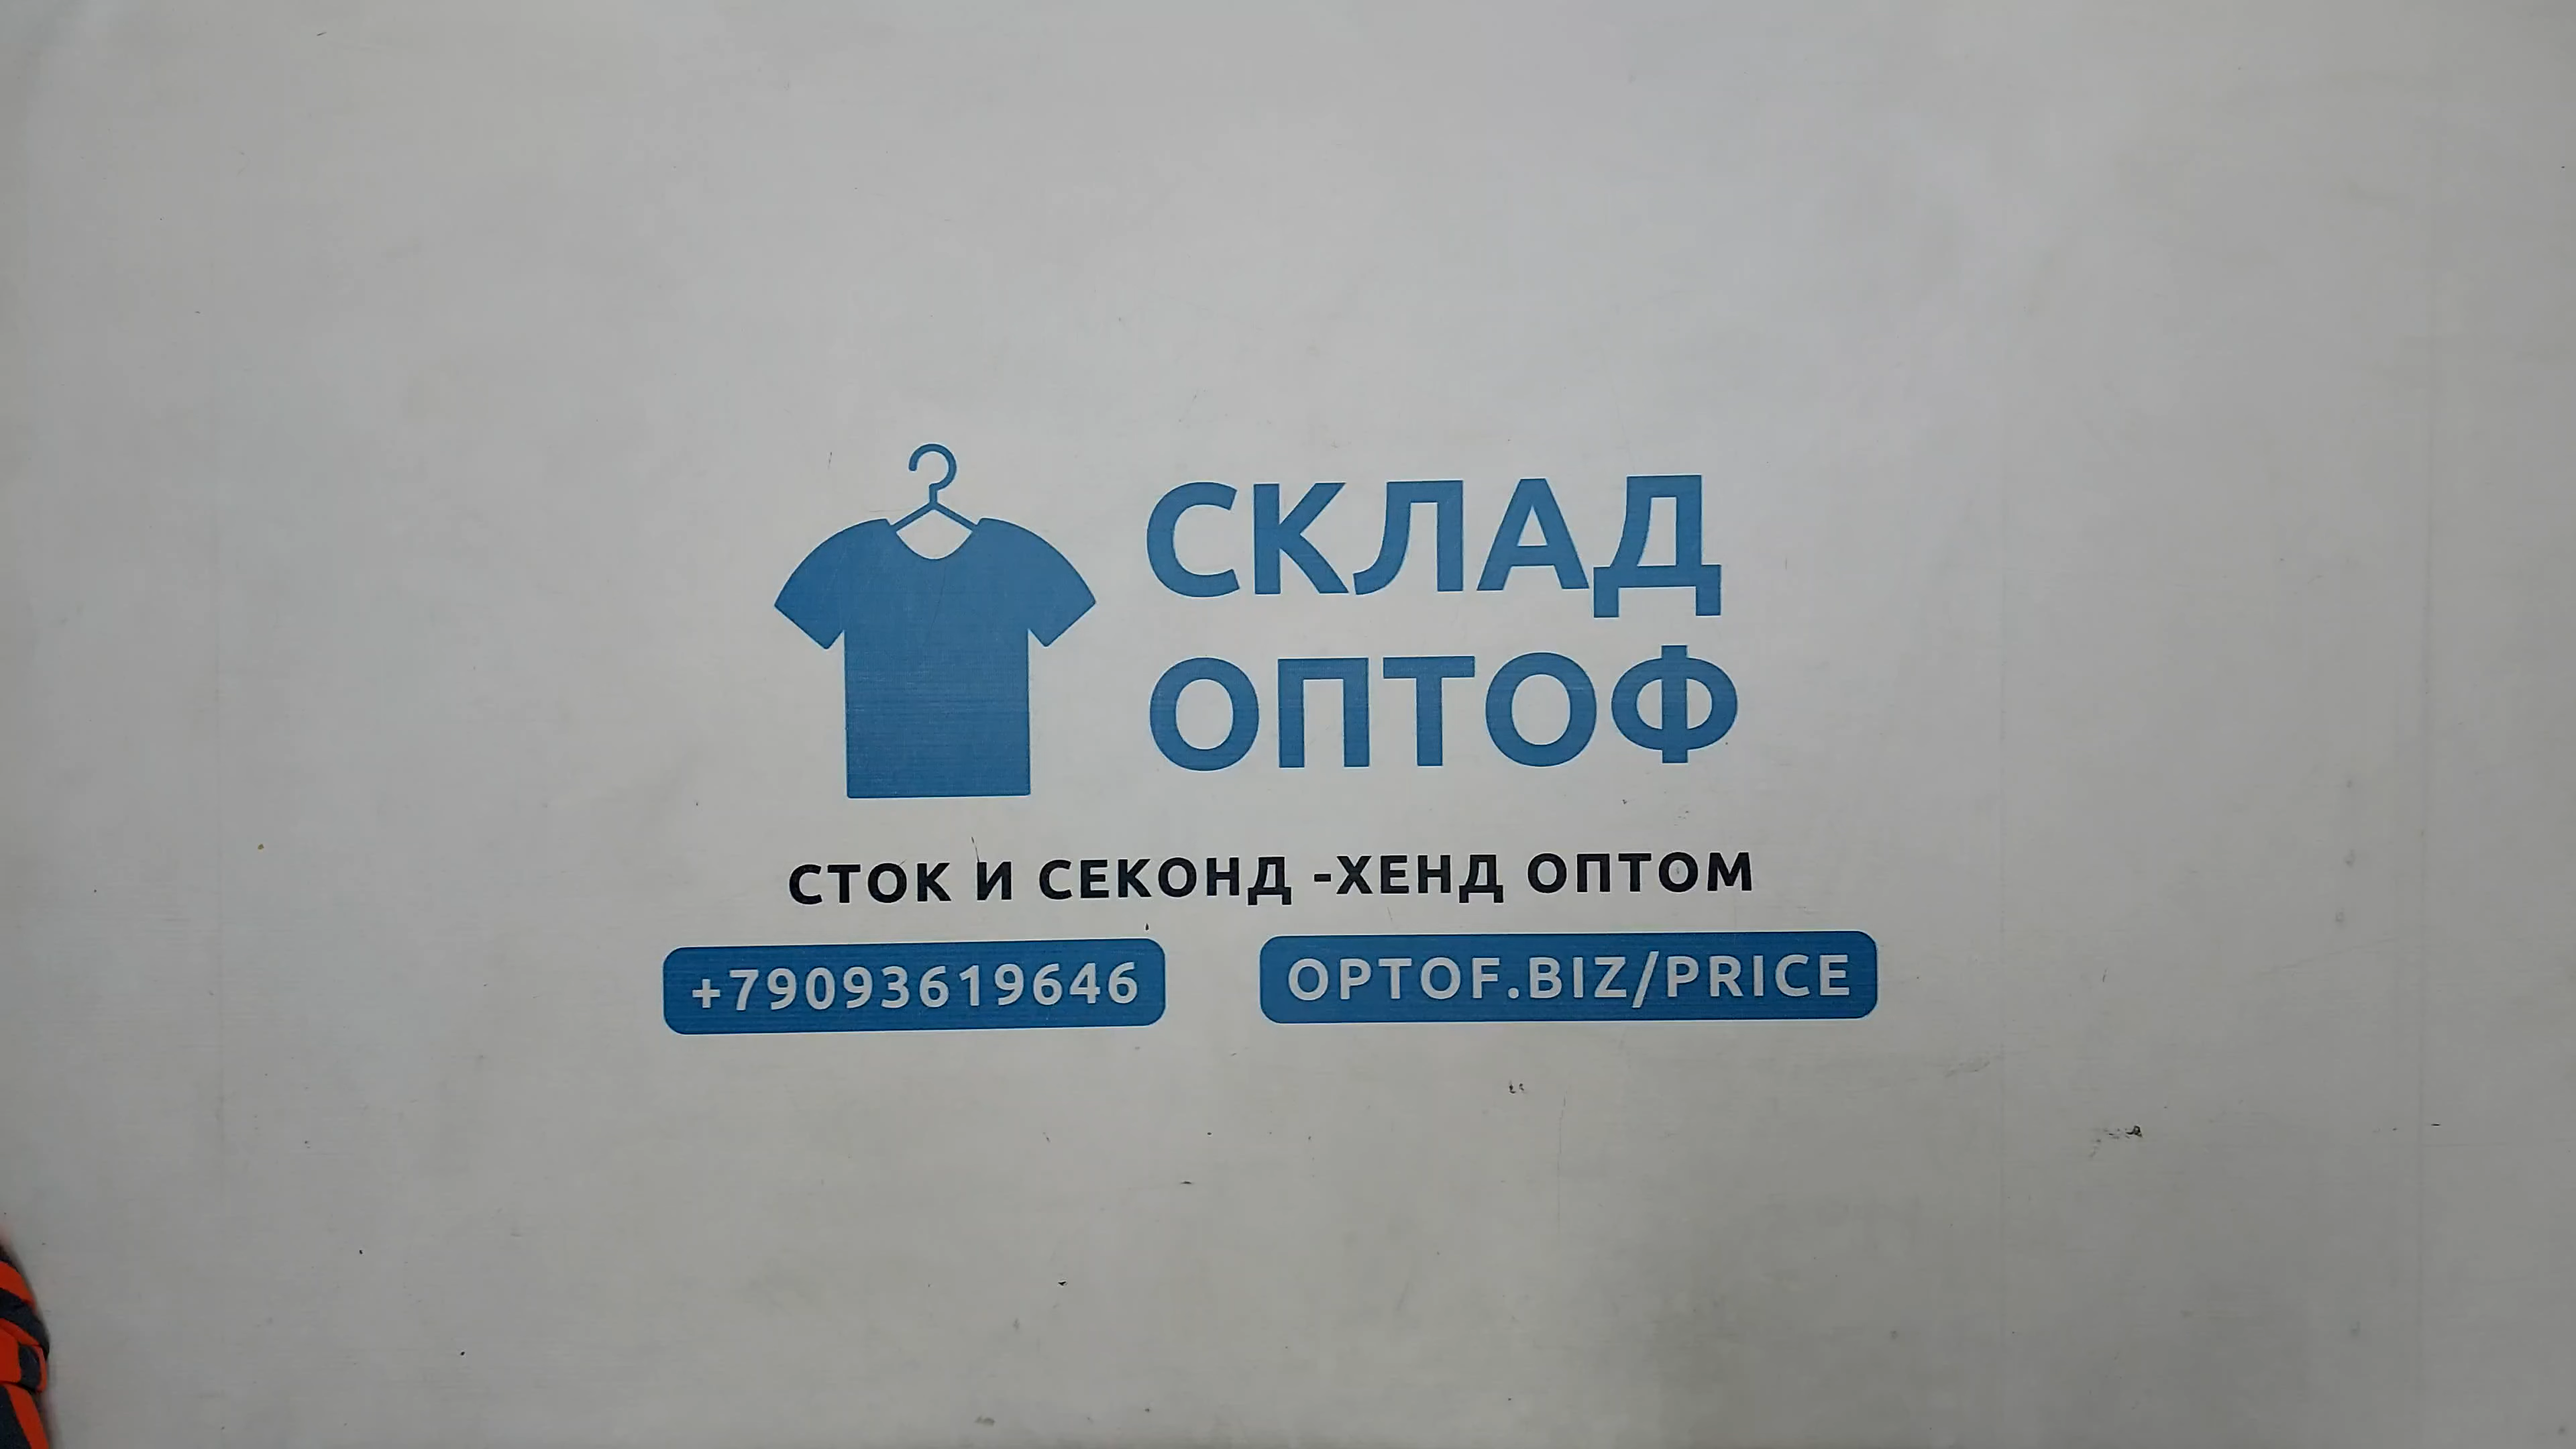 СКЛАД
ОПТОФ
СТОК И СЕКОНД -ХЕНД ОПТОМ
+79093619646
OPTOF.BIZ/PRICE